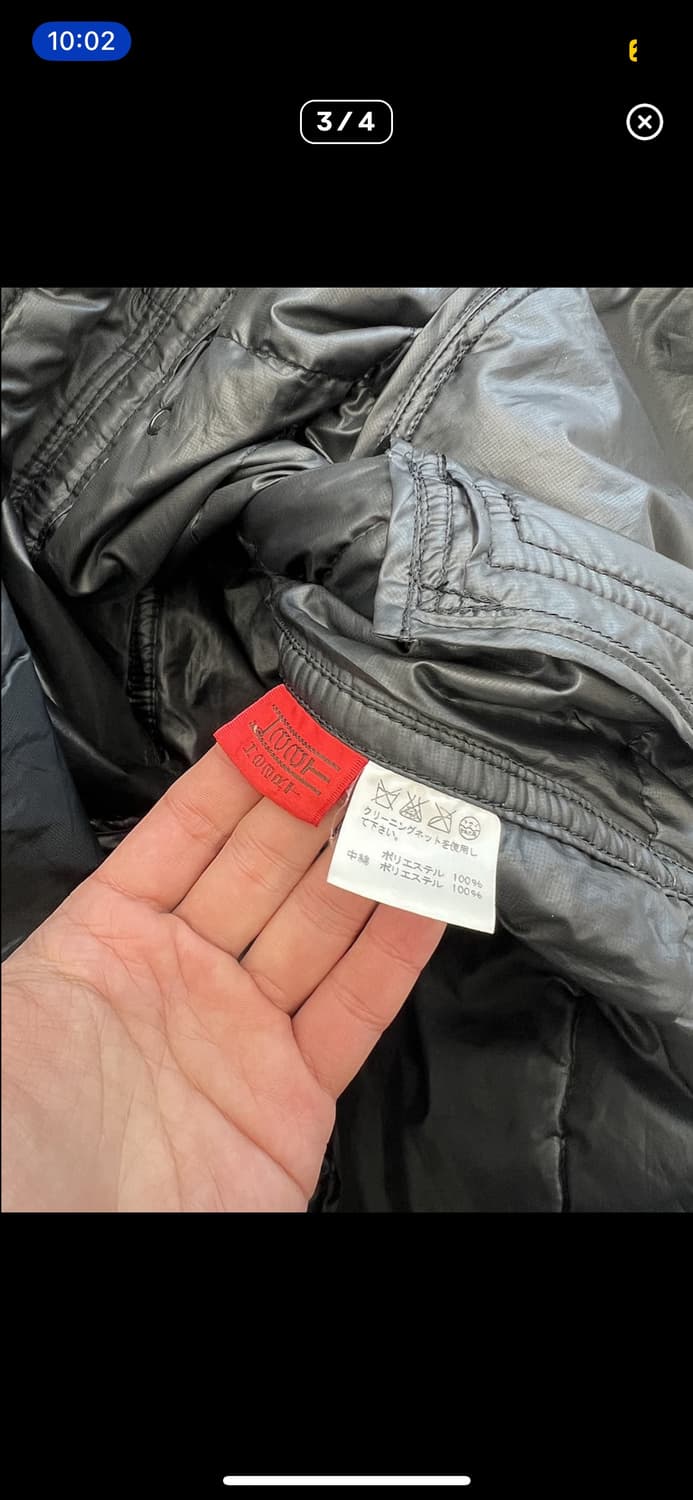 10:02
3/4
クリーニングネットを使用し
て下さい。
ポリエステル 100%
中綿 ポリエステル 100%